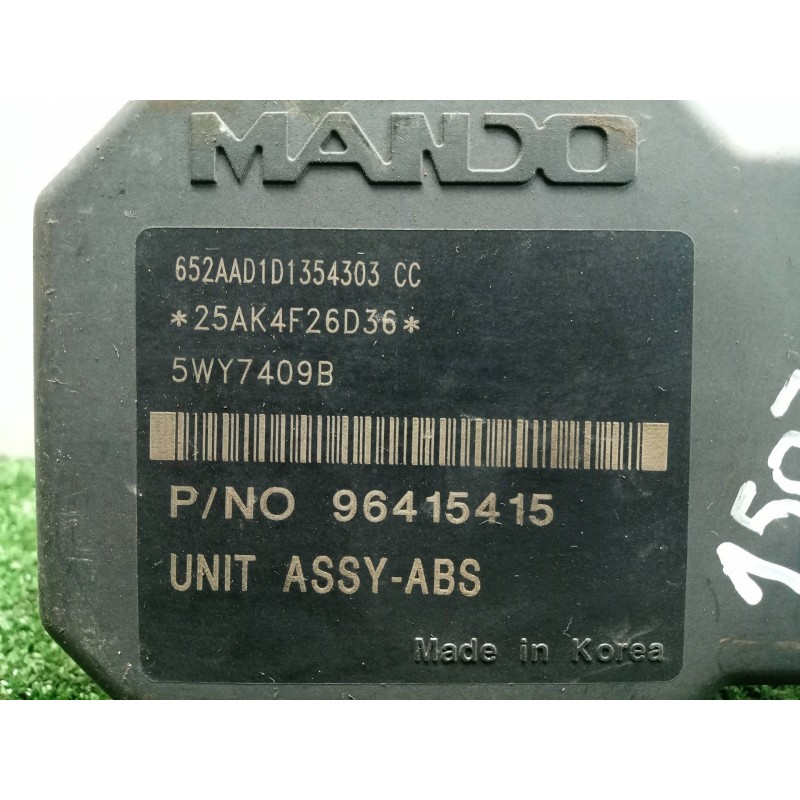 MANDO
652AAD1D1354303 CC
*25AK4F26D36*
5WY7409B
P/NO 96415415
UNIT ASSY-ABS
Made in Korea